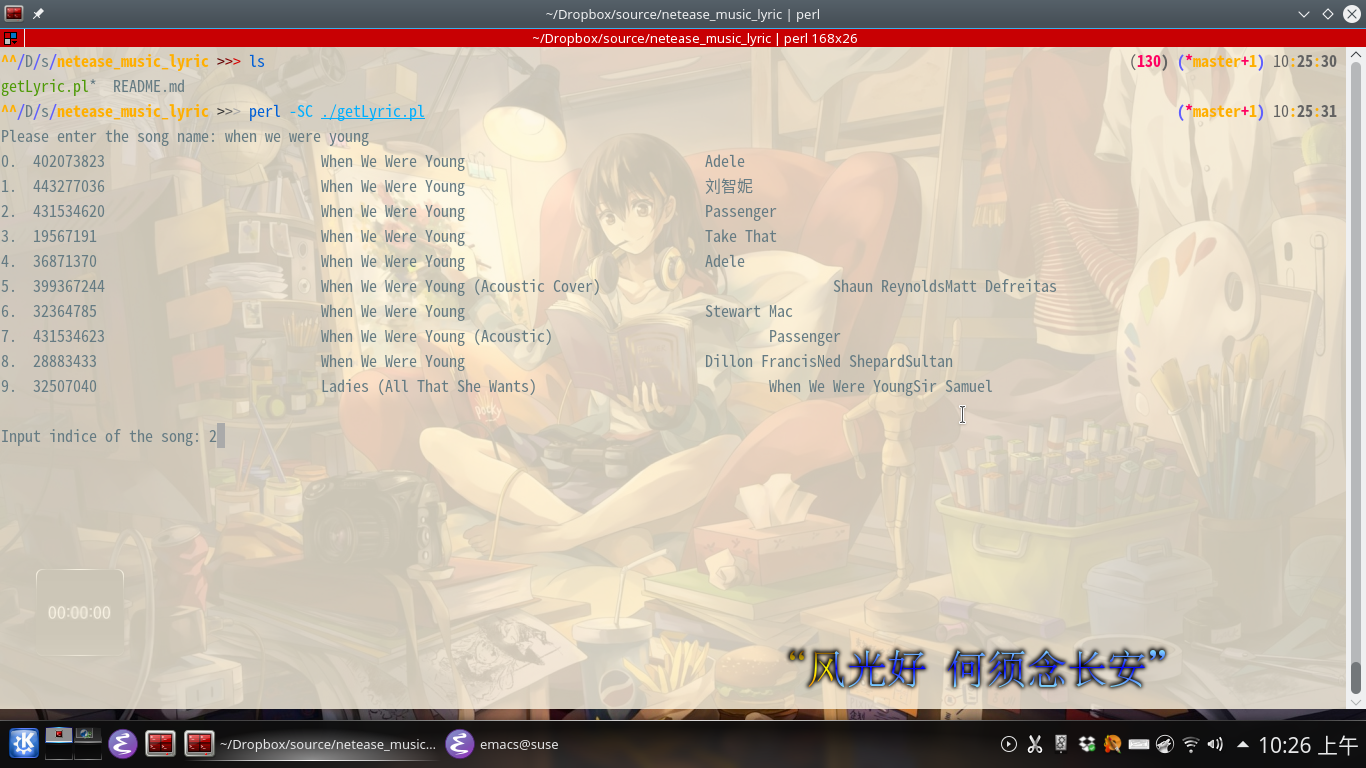 ~/Dropbox/source/netease_music_lyric | perl
~/Dropbox/source/netease_music_lyric | perl 168x26
^^/D/s/netease_music_lyric >>> ls (130) (*master+1) 10:25:30
getLyric.pl* README.md
^^/D/s/netease_music_lyric >>> perl -SC ./getLyric.pl (*master+1) 10:25:31
Please enter the song name: when we were young
0. 402073823 When We Were Young Adele
1. 443277036 When We Were Young 刘智妮
2. 431534620 When We Were Young Passenger
3. 19567191 When We Were Young Take That
4. 36871370 When We Were Young Adele
5. 399367244 When We Were Young (Acoustic Cover) Shaun ReynoldsMatt Defreitas
6. 32364785 When We Were Young Stewart Mac
7. 431534623 When We Were Young (Acoustic) Passenger
8. 28883433 When We Were Young Dillon FrancisNed ShepardSultan
9. 32507040 Ladies (All That She Wants) When We Were YoungSir Samuel
Input indice of the song: 2
pocky
00:00:00
“风光好 何须念长安”
~/Dropbox/source/netease_music... emacs@suse 10:26 上午